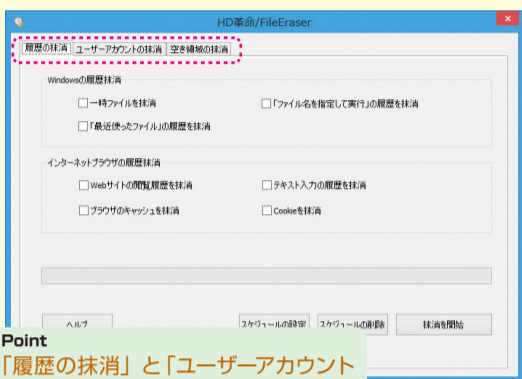 HD革命/FileEraser
履歴の抹消 ユーザーアカウントの抹消 空き領域の抹消
Windowsの履歴抹消
一時ファイルを抹消 「ファイル名を指定して実行」の履歴を抹消
「最近使ったファイル」の履歴を抹消
インターネットブラウザの履歴抹消
Webサイトの閲覧履歴を抹消 テキスト入力の履歴を抹消
ブラウザのキャッシュを抹消 Cookieを抹消
ヘルプ スケジュールの設定 スケジュールの削除 抹消を開始
Point
「履歴の抹消」と「ユーザーアカウント